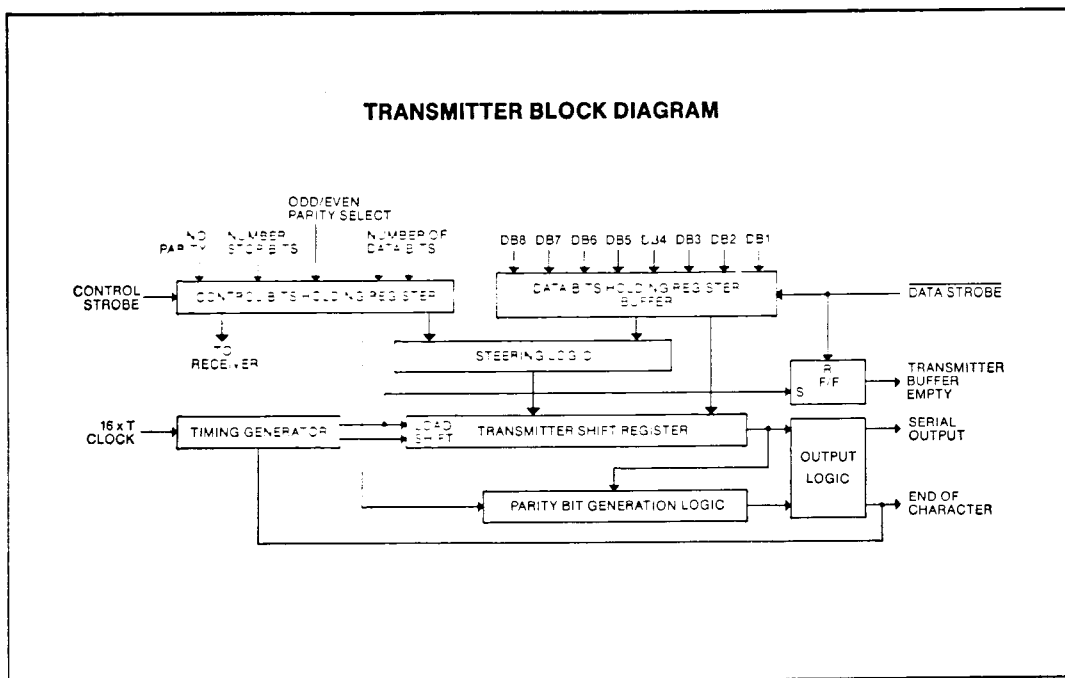 TRANSMITTER BLOCK DIAGRAM
ODD/EVEN
PARITY SELECT
NO
PARITY
NUMBER
STOP BITS
NUMBER OF
DATA BITS
DB8 DB7 DB6 DB5 DB4 DB3 DB2 DB1
CONTROL
STROBE
CONTROL BITS HOLDING REGISTER
DATA BITS HOLDING REGISTER
BUFFER
DATA STROBE
TO
RECEIVER
STEERING LOGIC
R
F/F
S
TRANSMITTER
BUFFER
EMPTY
16 x T
CLOCK
TIMING GENERATOR
LOAD
SHIFT
TRANSMITTER SHIFT REGISTER
SERIAL
OUTPUT
OUTPUT
LOGIC
PARITY BIT GENERATION LOGIC
END OF
CHARACTER